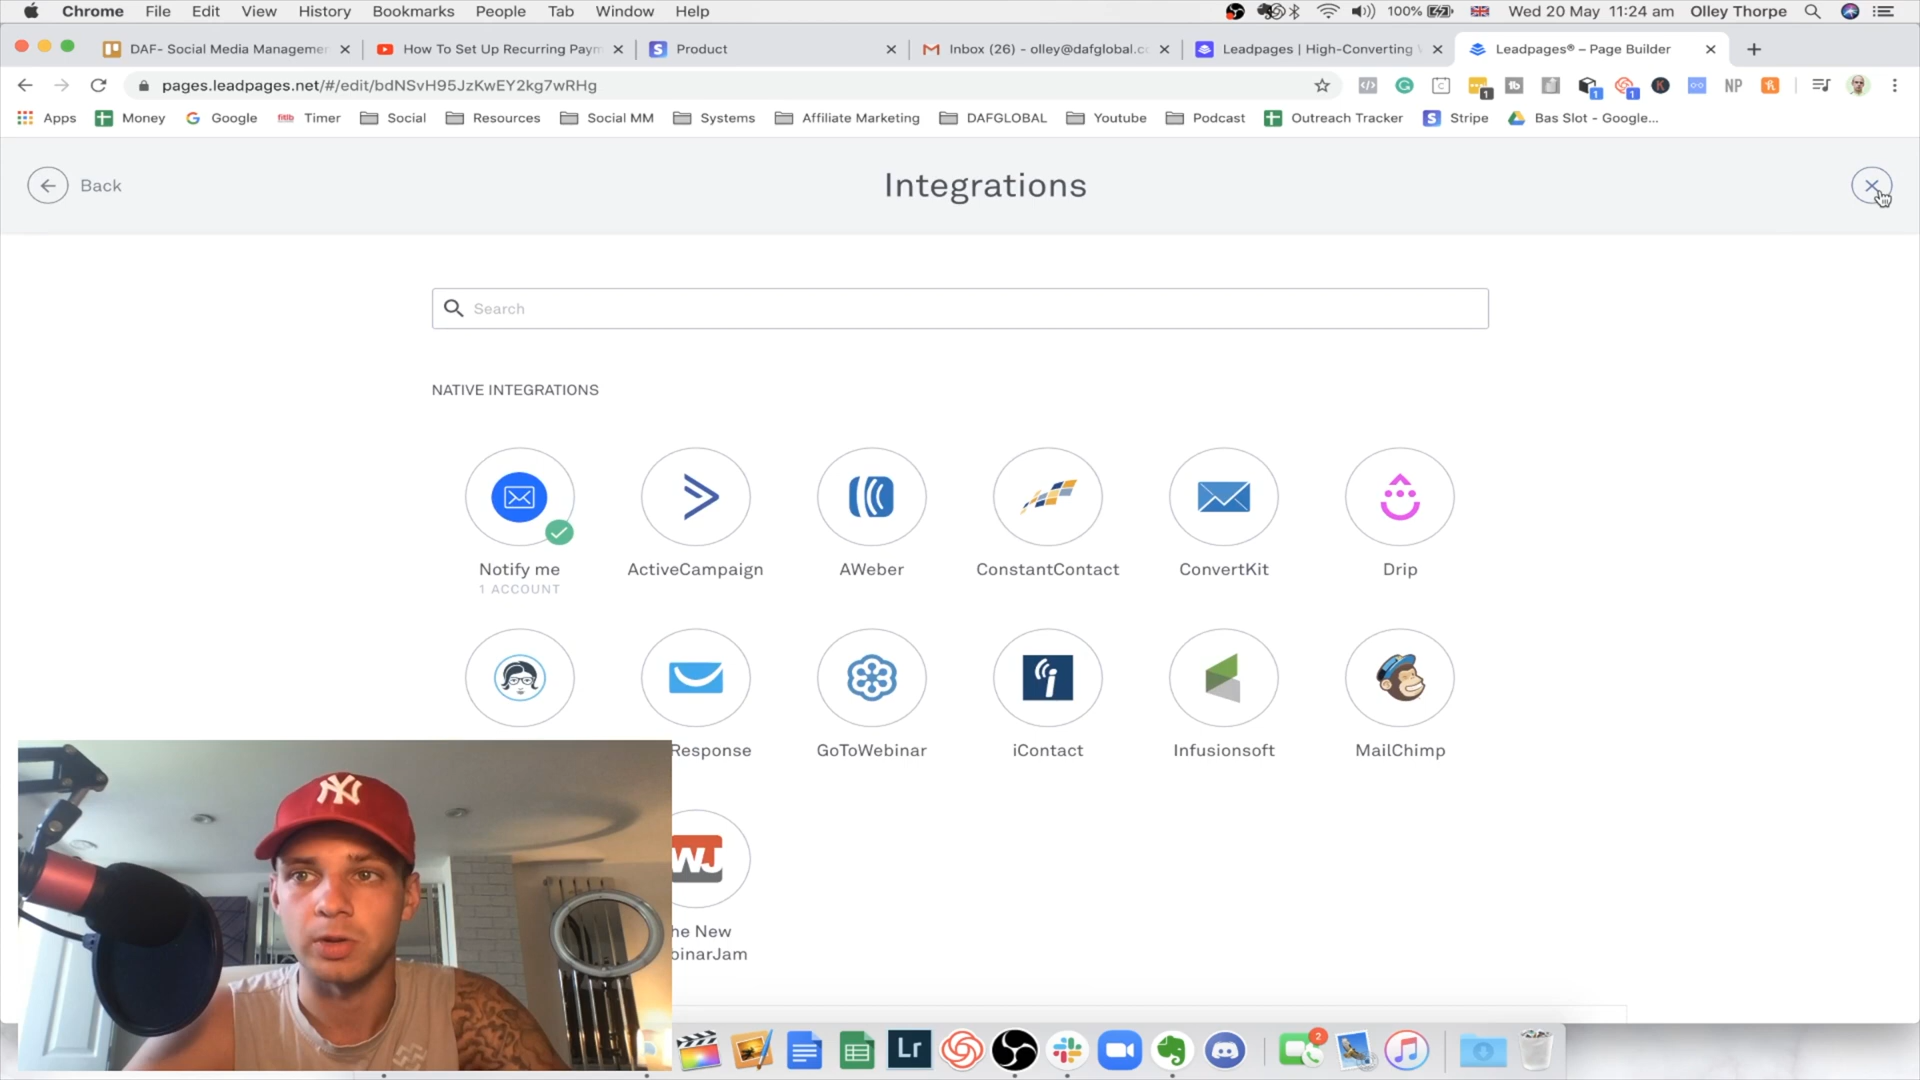 Chrome File Edit View History Bookmarks People Tab Window Help 100% Wed 20 May 11:24 am Olley Thorpe
DAF- Social Media Managemen How To Set Up Recurring Paym Product Inbox (26) - olley@dafglobal.c Leadpages | High-Converting Leadpages® – Page Builder
pages.leadpages.net/#/edit/bdNSvH95JzKwEY2kg7wRHg
Apps Money Google Timer Social Resources Social MM Systems Affiliate Marketing DAFGLOBAL Youtube Podcast Outreach Tracker Stripe Bas Slot - Google...
Back
Integrations
Search
NATIVE INTEGRATIONS
Notify me ActiveCampaign AWeber ConstantContact ConvertKit Drip
1 ACCOUNT
Response GoToWebinar iContact Infusionsoft MailChimp
WJ
he New
binarJam
NY
Lr
2